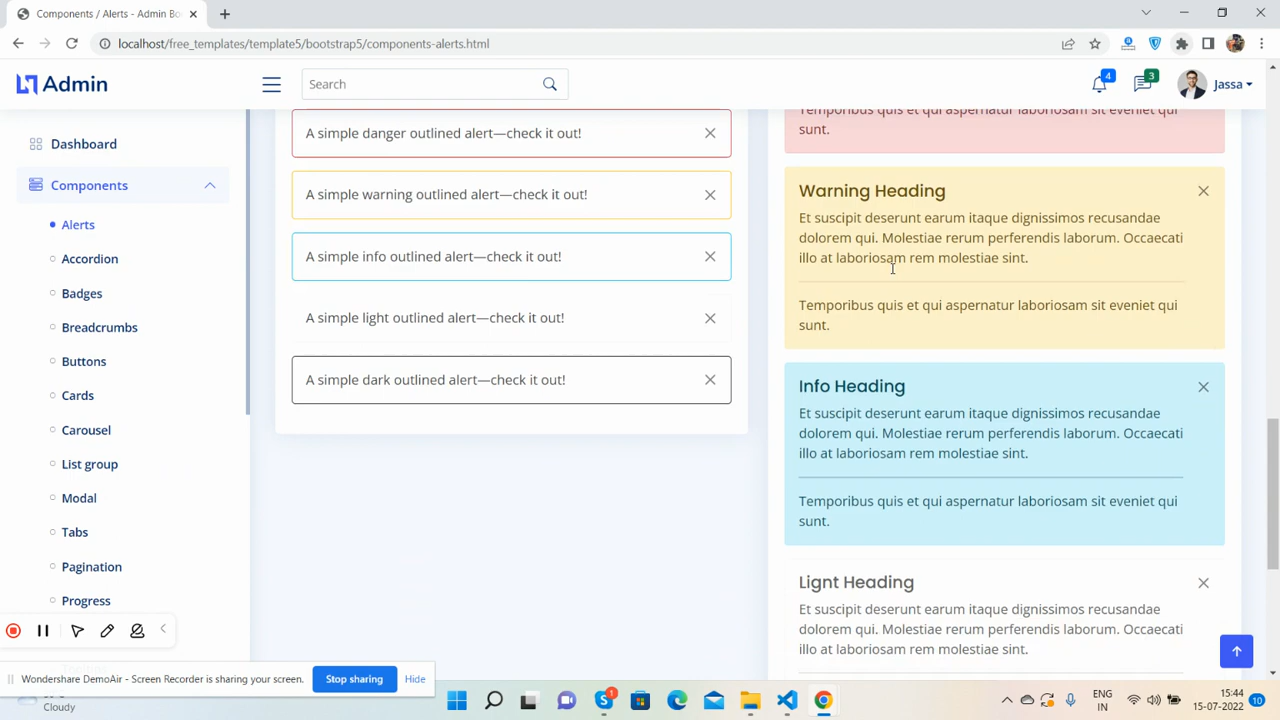 Components / Alerts - Admin Bo
localhost/free_templates/template5/bootstrap5/components-alerts.html
Admin
Search
4
3
Jassa
Dashboard
Components
Alerts
Accordion
Badges
Breadcrumbs
Buttons
Cards
Carousel
List group
Modal
Tabs
Pagination
Progress
A simple danger outlined alert—check it out!
A simple warning outlined alert—check it out!
A simple info outlined alert—check it out!
A simple light outlined alert—check it out!
A simple dark outlined alert—check it out!
Temporibus quis et qui aspernatur laboriosam sit eveniet qui
sunt.
Warning Heading
Et suscipit deserunt earum itaque dignissimos recusandae
dolorem qui. Molestiae rerum perferendis laborum. Occaecati
illo at laboriosam rem molestiae sint.
Temporibus quis et qui aspernatur laboriosam sit eveniet qui
sunt.
Info Heading
Et suscipit deserunt earum itaque dignissimos recusandae
dolorem qui. Molestiae rerum perferendis laborum. Occaecati
illo at laboriosam rem molestiae sint.
Temporibus quis et qui aspernatur laboriosam sit eveniet qui
sunt.
Lignt Heading
Et suscipit deserunt earum itaque dignissimos recusandae
dolorem qui. Molestiae rerum perferendis laborum. Occaecati
illo at laboriosam rem molestiae sint.
Wondershare DemoAir - Screen Recorder is sharing your screen.
Stop sharing
Hide
Cloudy
1
ENG
IN
15:44
15-07-2022
10